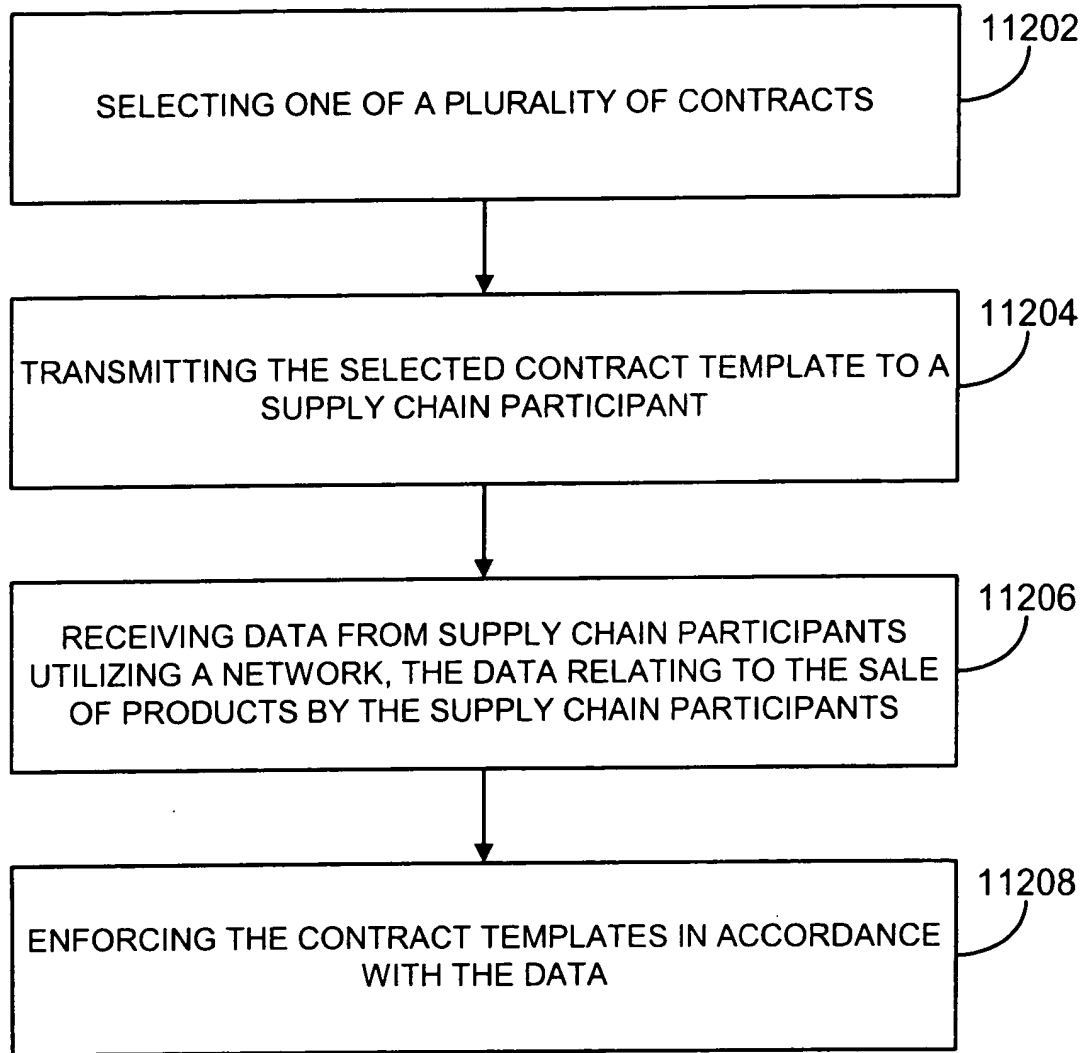 11202
SELECTING ONE OF A PLURALITY OF CONTRACTS
11204
TRANSMITTING THE SELECTED CONTRACT TEMPLATE TO A
SUPPLY CHAIN PARTICIPANT
11206
RECEIVING DATA FROM SUPPLY CHAIN PARTICIPANTS
UTILIZING A NETWORK, THE DATA RELATING TO THE SALE
OF PRODUCTS BY THE SUPPLY CHAIN PARTICIPANTS
11208
ENFORCING THE CONTRACT TEMPLATES IN ACCORDANCE
WITH THE DATA